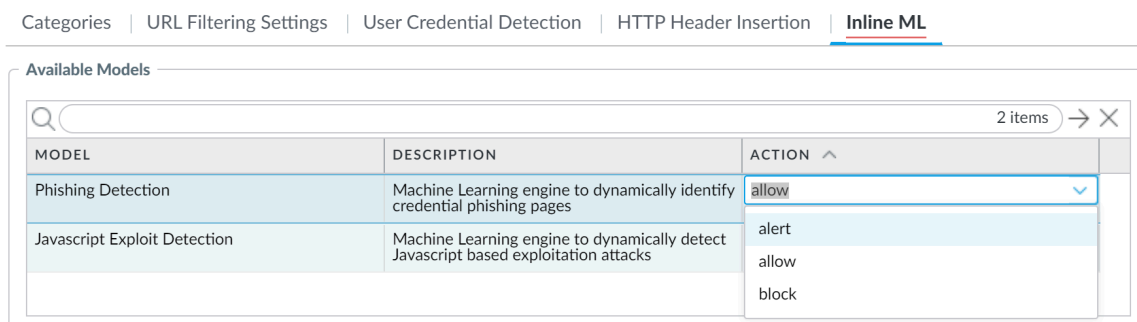 Categories | URL Filtering Settings | User Credential Detection | HTTP Header Insertion | Inline ML
Available Models
2 items
MODEL DESCRIPTION ACTION
Phishing Detection Machine Learning engine to dynamically identify allow
credential phishing pages
alert
Javascript Exploit Detection Machine Learning engine to dynamically detect
Javascript based exploitation attacks
allow
block